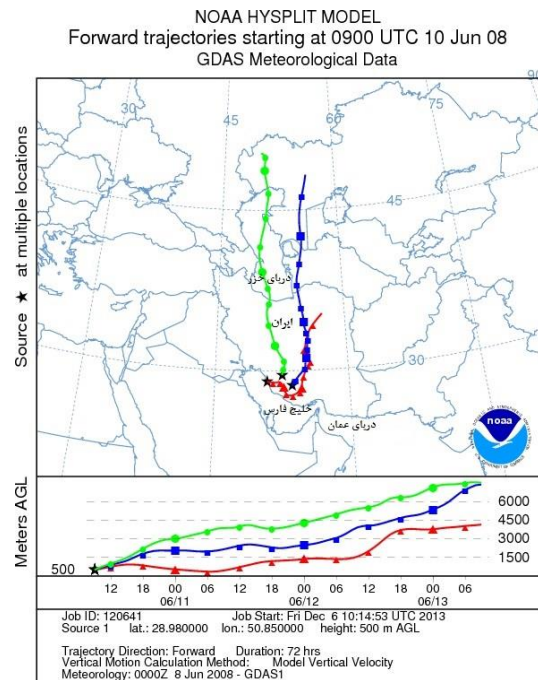 NOAA HYSPLIT MODEL
Forward trajectories starting at 0900 UTC 10 Jun 08
GDAS Meteorological Data
Source ★ at multiple locations
30
45
60
75
90
45
30
دریای خزر
ایران
خلیج فارس
دریای عمان
noaa
Meters AGL
500
6000
4500
3000
1500
12 18 00 06 12 18 00 06 12 18 00 06
06/11 06/12 06/13
Job ID: 120641 Job Start: Fri Dec 6 10:14:53 UTC 2013
Source 1 lat.: 28.980000 lon.: 50.850000 height: 500 m AGL
Trajectory Direction: Forward Duration: 72 hrs
Vertical Motion Calculation Method: Model Vertical Velocity
Meteorology: 0000Z 8 Jun 2008 - GDAS1